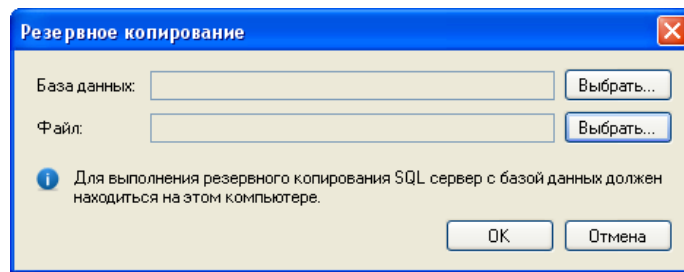 Резервное копирование
База данных:
Выбрать...
Файл:
Выбрать...
Для выполнения резервного копирования SQL сервер с базой данных должен
находиться на этом компьютере.
OK
Отмена